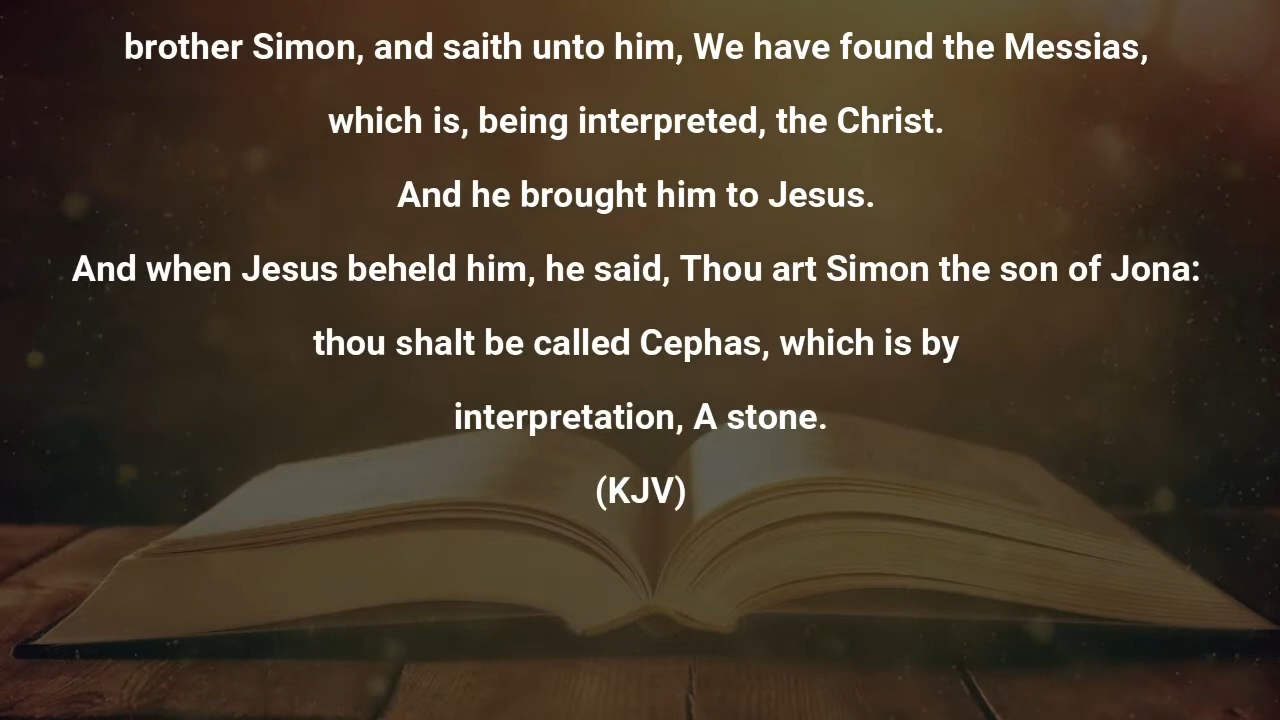 brother Simon, and saith unto him, We have found the Messias,
which is, being interpreted, the Christ.
And he brought him to Jesus.
And when Jesus beheld him, he said, Thou art Simon the son of Jona:
thou shalt be called Cephas, which is by
interpretation, A stone.
(KJV)